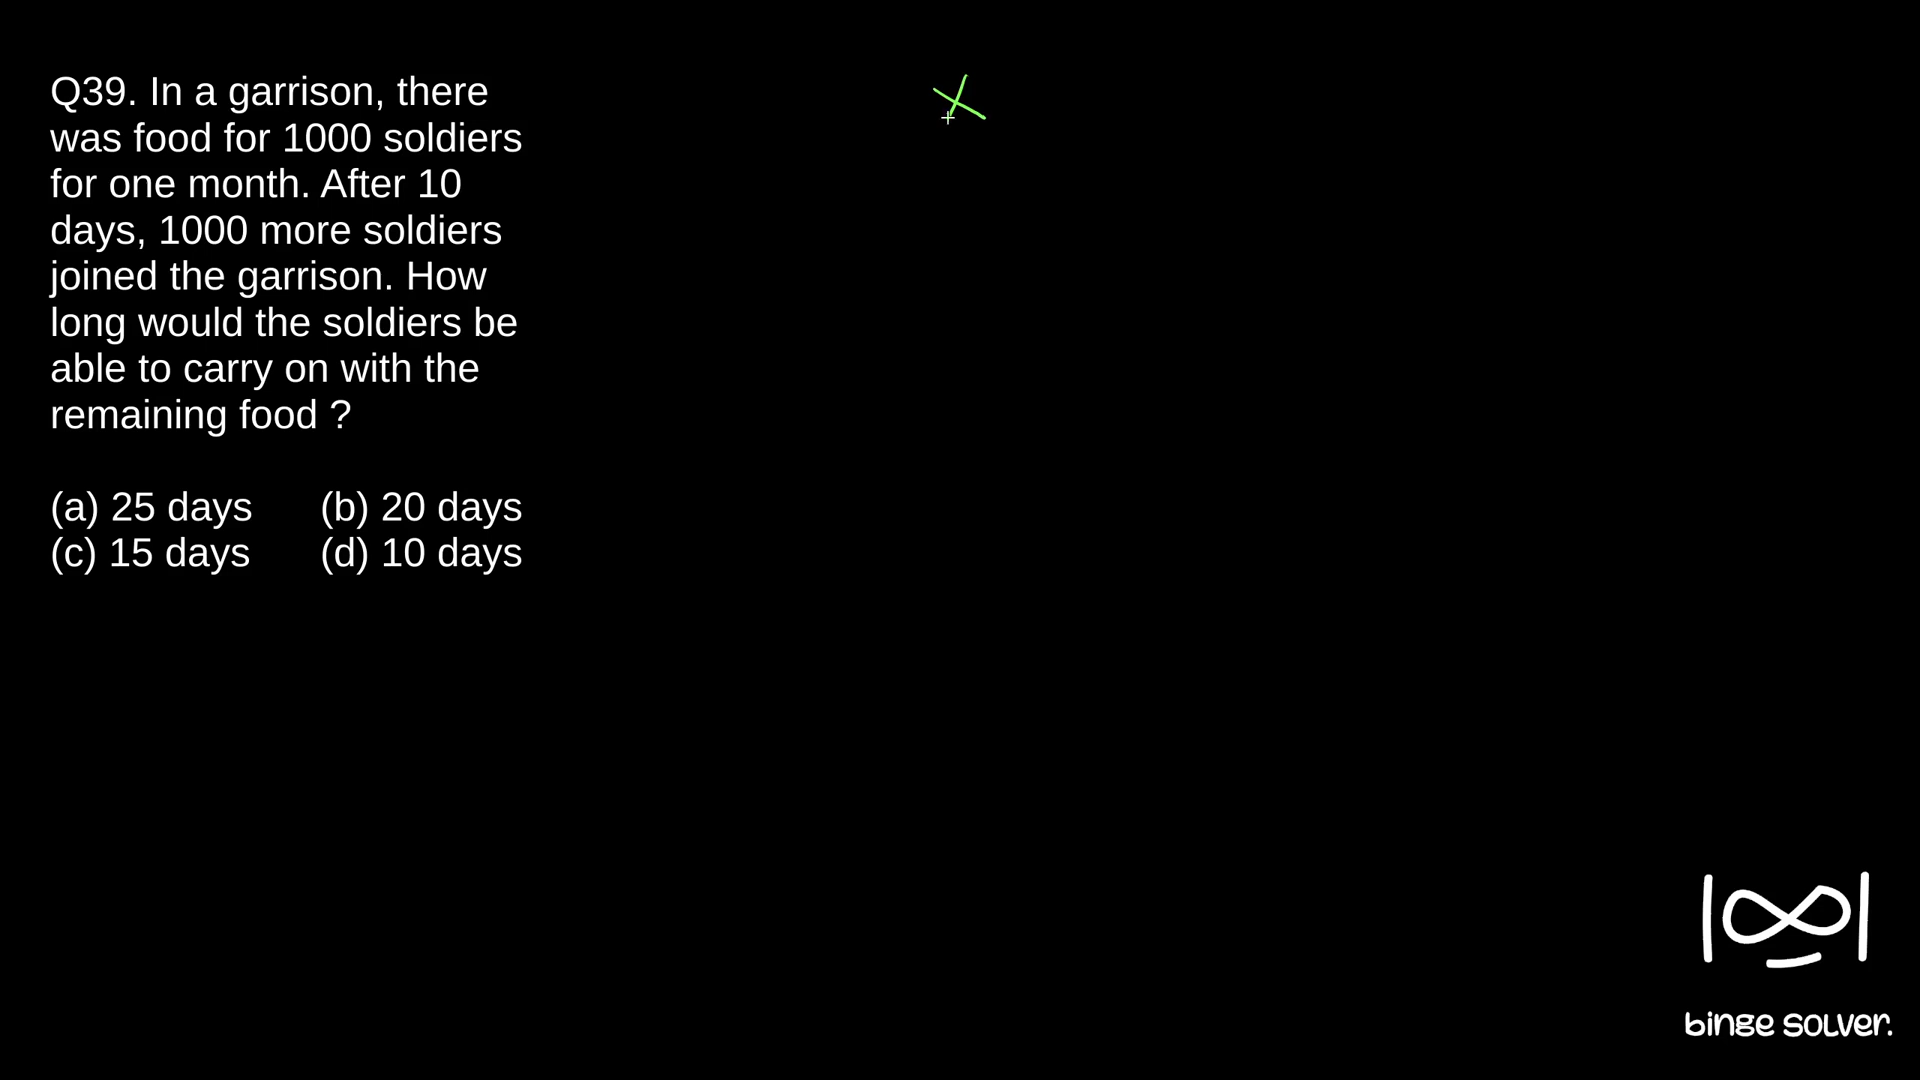 Q39. In a garrison, there
was food for 1000 soldiers
for one month. After 10
days, 1000 more soldiers
joined the garrison. How
long would the soldiers be
able to carry on with the
remaining food ?
(a) 25 days (b) 20 days
(c) 15 days (d) 10 days
binge solver.